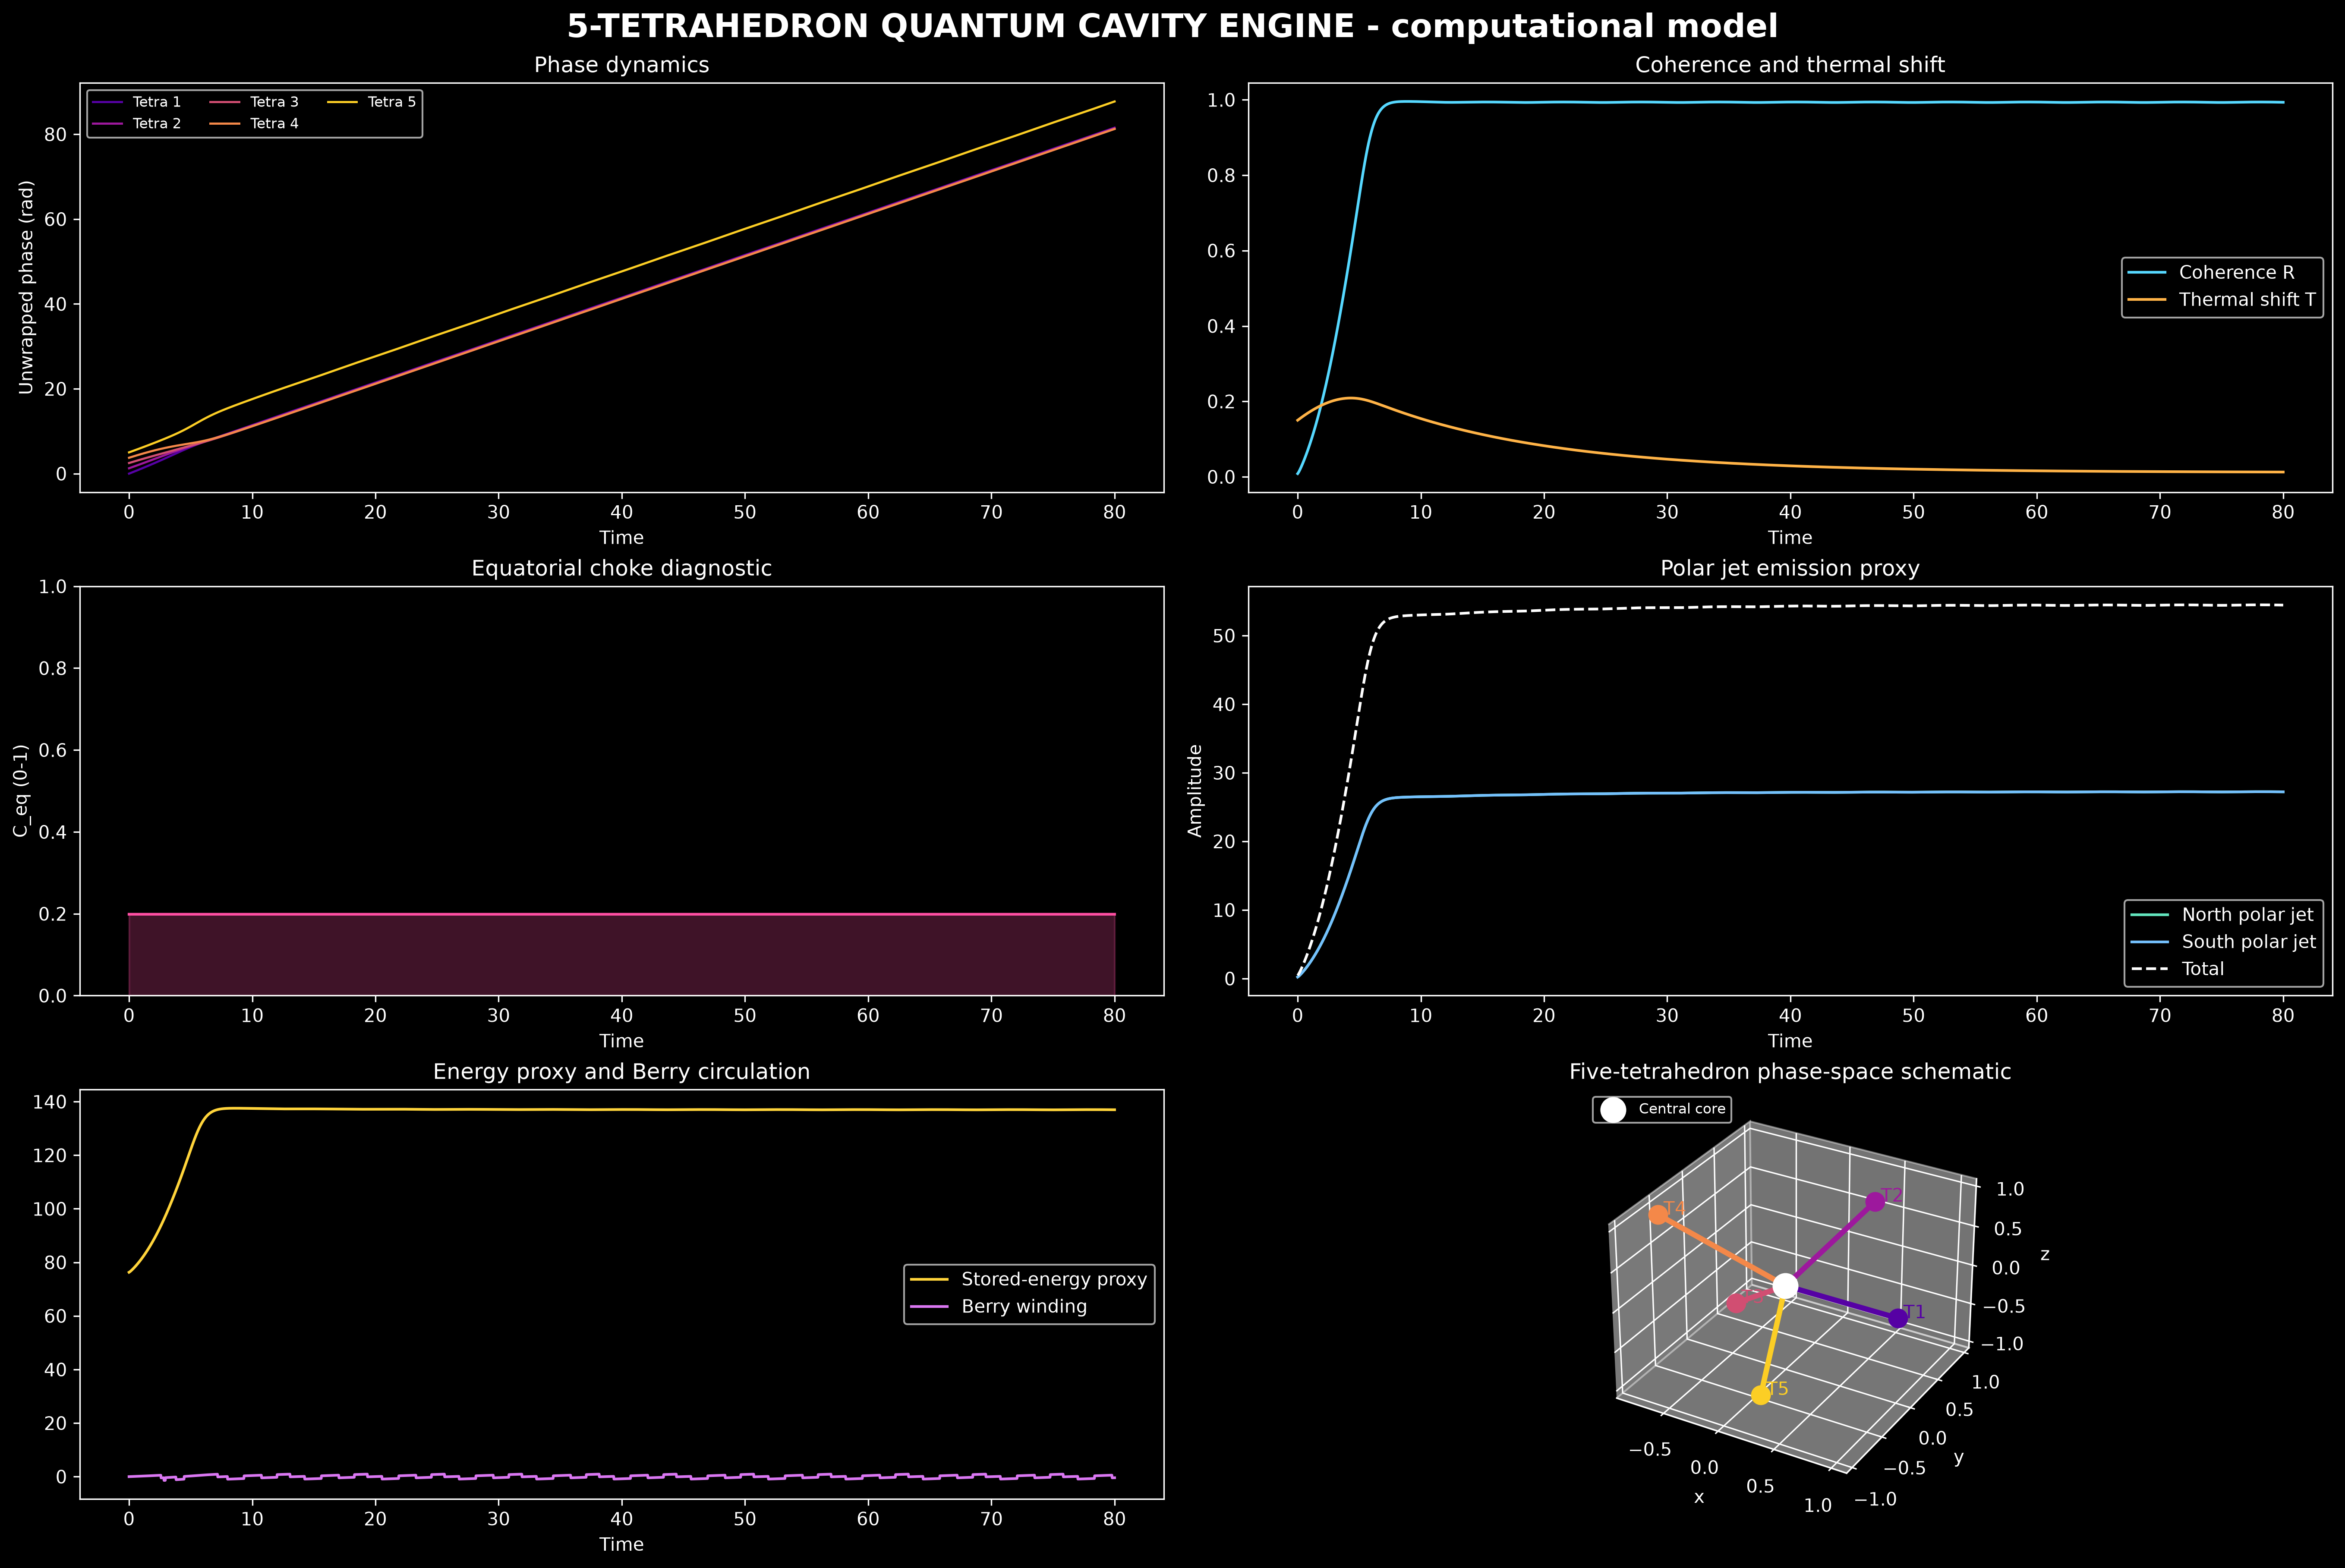 5-TETRAHEDRON QUANTUM CAVITY ENGINE - computational model
Phase dynamics
Unwrapped phase (rad)
80
60
40
20
0
Tetra 1
Tetra 2
Tetra 3
Tetra 4
Tetra 5
0 10 20 30 40 50 60 70 80
Time
Coherence and thermal shift
1.0
0.8
0.6
0.4
0.2
0.0
Coherence R
Thermal shift T
0 10 20 30 40 50 60 70 80
Time
Equatorial choke diagnostic
C_eq (0-1)
1.0
0.8
0.6
0.4
0.2
0.0
0 10 20 30 40 50 60 70 80
Time
Polar jet emission proxy
Amplitude
50
40
30
20
10
0
North polar jet
South polar jet
Total
0 10 20 30 40 50 60 70 80
Time
Energy proxy and Berry circulation
140
120
100
80
60
40
20
0
Stored-energy proxy
Berry winding
0 10 20 30 40 50 60 70 80
Time
Five-tetrahedron phase-space schematic
Central core
T4
T2
T1
T5
1.0
0.5
0.0
−0.5
−1.0
z
1.0
0.5
0.0
−0.5
−1.0
y
−0.5
0.0
0.5
1.0
x